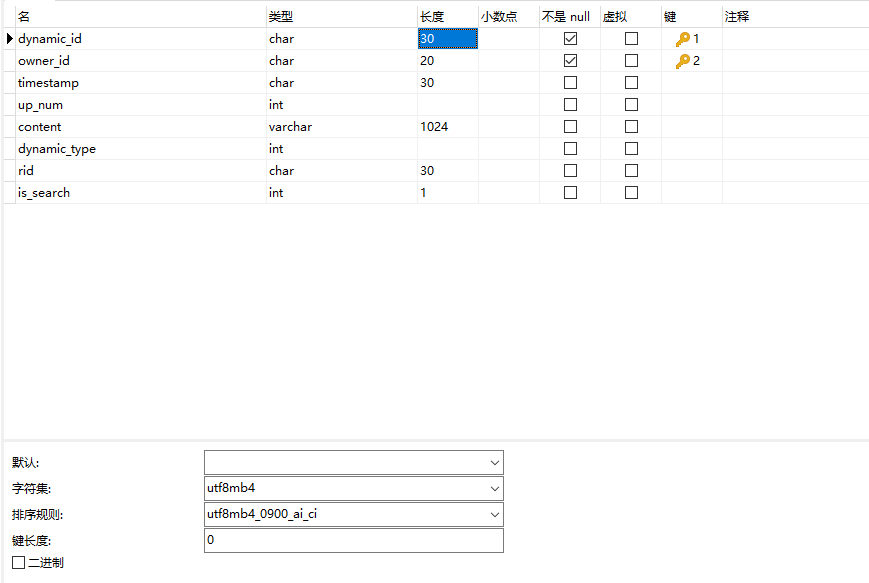 名 类型 长度 小数点 不是 null 虚拟 键 注释
dynamic_id char 30 1
owner_id char 20 2
timestamp char 30
up_num int
content varchar 1024
dynamic_type int
rid char 30
is_search int 1
默认:
字符集: utf8mb4
排序规则: utf8mb4_0900_ai_ci
键长度: 0
二进制